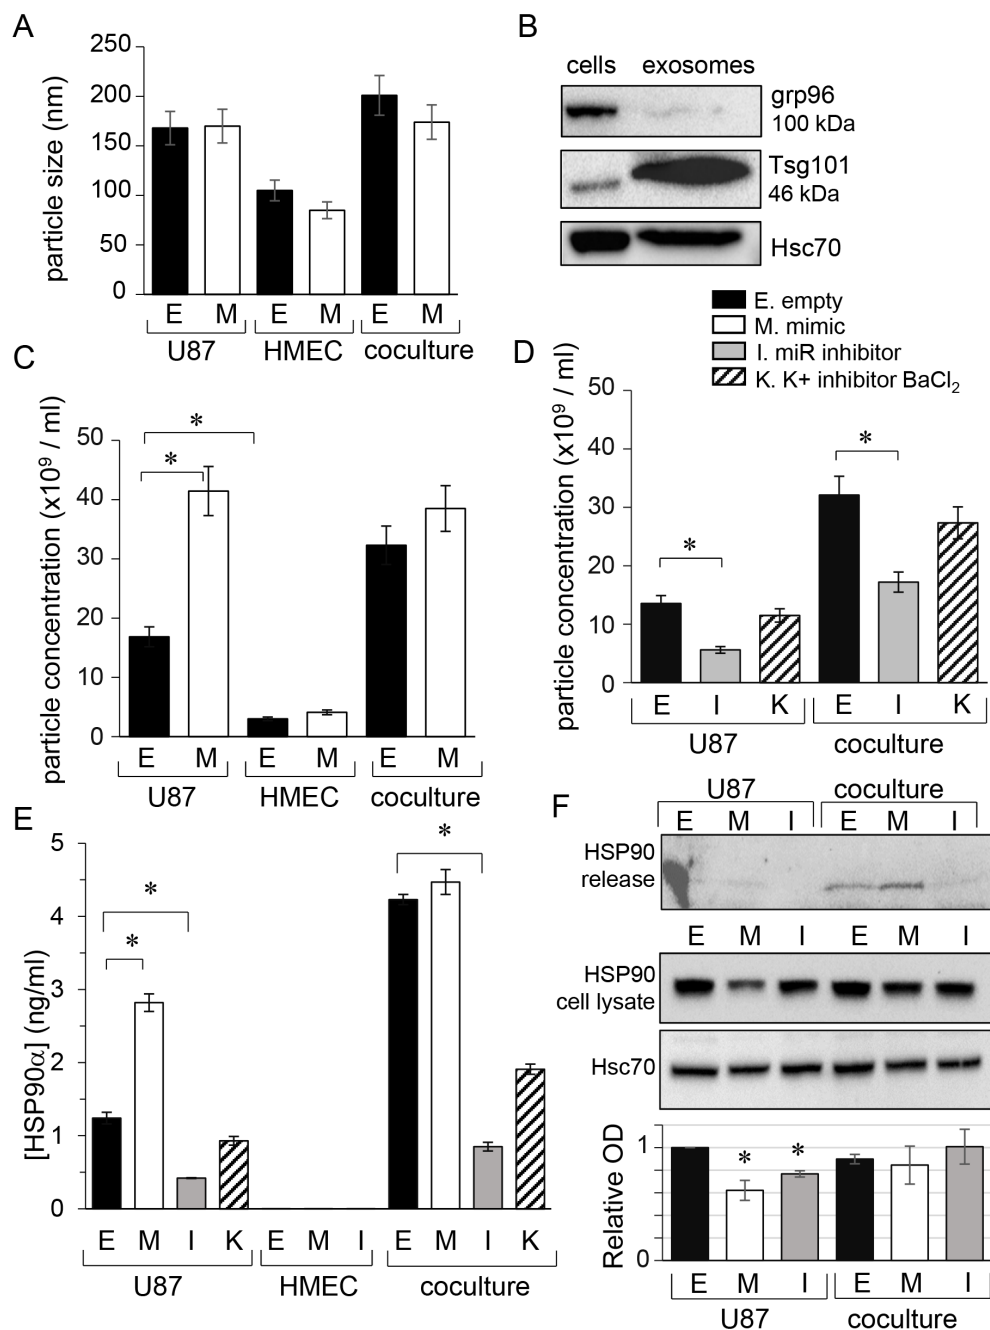 A
particle size (nm)
250
200
150
100
50
0
E M E M E M
U87 HMEC coculture
B
cells exosomes
grp96
100 kDa
Tsg101
46 kDa
Hsc70
E. empty
M. mimic
I. miR inhibitor
K. K+ inhibitor BaCl₂
C
particle concentration (x10⁹ / ml)
50
40
30
20
10
0
* *
E M E M E M
U87 HMEC coculture
D
particle concentration (x10⁹ / ml)
50
40
30
20
10
0
* *
E I K E I K
U87 coculture
E
[HSP90α] (ng/ml)
5
4
3
2
1
0
* * *
E M I K E M I E M I K
U87 HMEC coculture
F
U87 coculture
E M I E M I
HSP90
release
E M I E M I
HSP90
cell lysate
Hsc70
Relative OD
1
0
* *
E M I E M I
U87 coculture